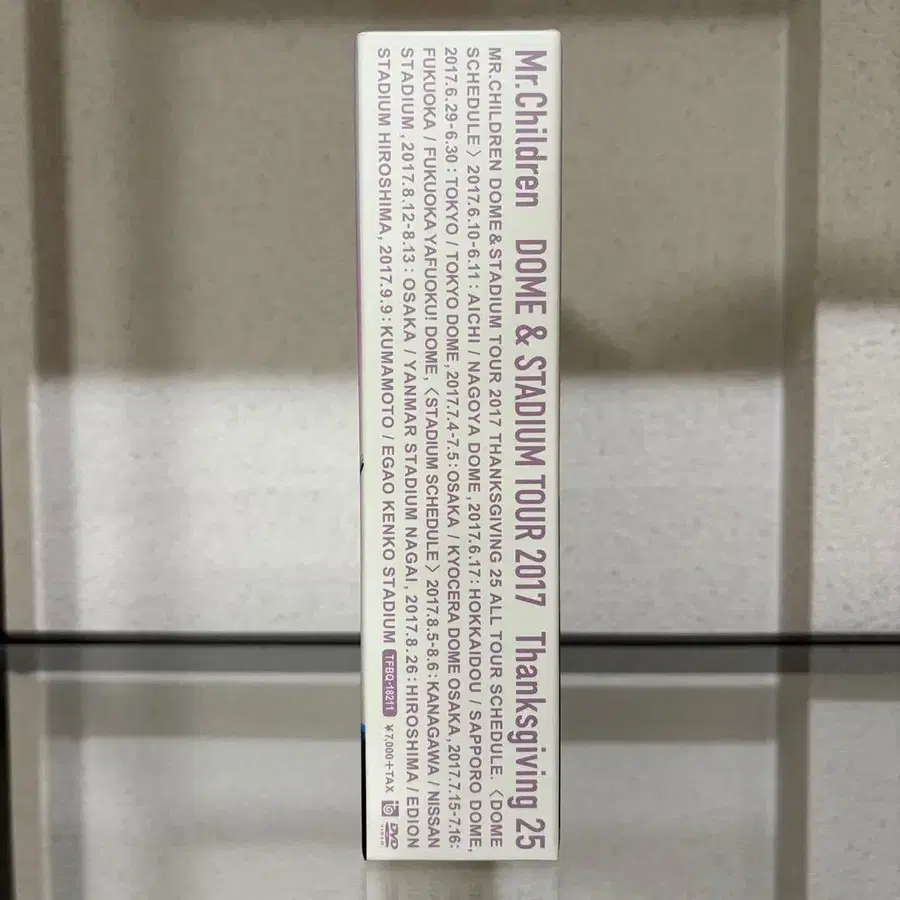 Mr.Children DOME & STADIUM TOUR 2017 Thanksgiving 25
MR.CHILDREN DOME & STADIUM TOUR 2017 THANKSGIVING 25 ALL TOUR SCHEDULE.〈DOME
SCHEDULE〉2017.6.10-6.11 : AICHI / NAGOYA DOME , 2017.6.17 : HOKKAIDOU / SAPPORO DOME,
2017.6.29-6.30 : TOKYO / TOKYO DOME, 2017.7.4-7.5 : OSAKA / KYOCERA DOME OSAKA , 2017.7.15-7.16 :
FUKUOKA / FUKUOKA YAFUOKU! DOME,〈STADIUM SCHEDULE〉2017.8.5-8.6 : KANAGAWA / NISSAN
STADIUM , 2017.8.12-8.13 : OSAKA / YANMAR STADIUM NAGAI , 2017.8.26 : HIROSHIMA / EDION
STADIUM HIROSHIMA, 2017.9.9 : KUMAMOTO / EGAO KENKO STADIUM TFBQ-18211 ¥7,000+TAX DVD VIDEO